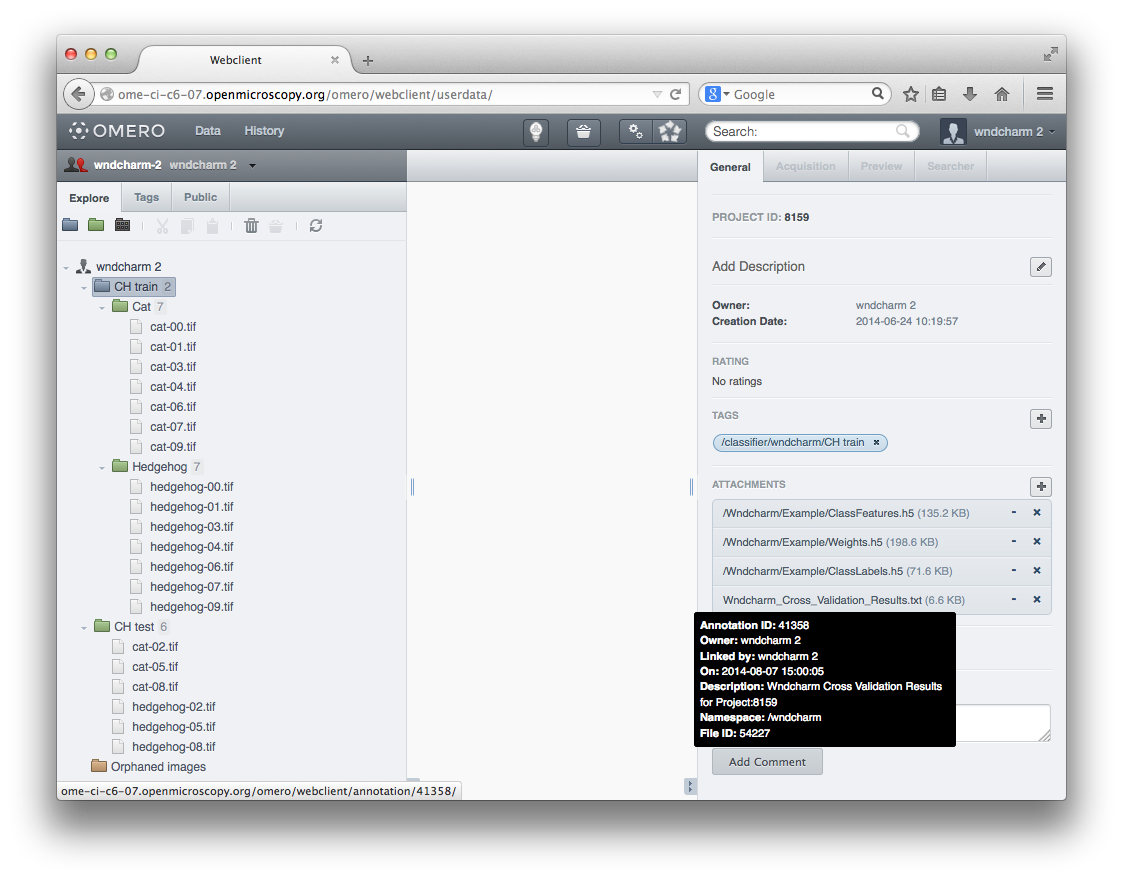 Webclient
ome-ci-c6-07.openmicroscopy.org/omero/webclient/userdata/
Google
OMERO Data History Search: wndcharm 2
wndcharm-2 wndcharm 2
Explore Tags Public
wndcharm 2
CH train 2
Cat 7
cat-00.tif
cat-01.tif
cat-03.tif
cat-04.tif
cat-06.tif
cat-07.tif
cat-09.tif
Hedgehog 7
hedgehog-00.tif
hedgehog-01.tif
hedgehog-03.tif
hedgehog-04.tif
hedgehog-06.tif
hedgehog-07.tif
hedgehog-09.tif
CH test 6
cat-02.tif
cat-05.tif
cat-08.tif
hedgehog-02.tif
hedgehog-05.tif
hedgehog-08.tif
Orphaned images
ome-ci-c6-07.openmicroscopy.org/omero/webclient/annotation/41358/
General Acquisition Preview Searcher
PROJECT ID: 8159
Add Description
Owner: wndcharm 2
Creation Date: 2014-06-24 10:19:57
RATING
No ratings
TAGS
/classifier/wndcharm/CH train ×
ATTACHMENTS
/Wndcharm/Example/ClassFeatures.h5 (135.2 KB) - ×
/Wndcharm/Example/Weights.h5 (198.6 KB) - ×
/Wndcharm/Example/ClassLabels.h5 (71.6 KB) - ×
Wndcharm_Cross_Validation_Results.txt (6.6 KB) - ×
Annotation ID: 41358
Owner: wndcharm 2
Linked by: wndcharm 2
On: 2014-08-07 15:00:05
Description: Wndcharm Cross Validation Results
for Project:8159
Namespace: /wndcharm
File ID: 54227
Add Comment